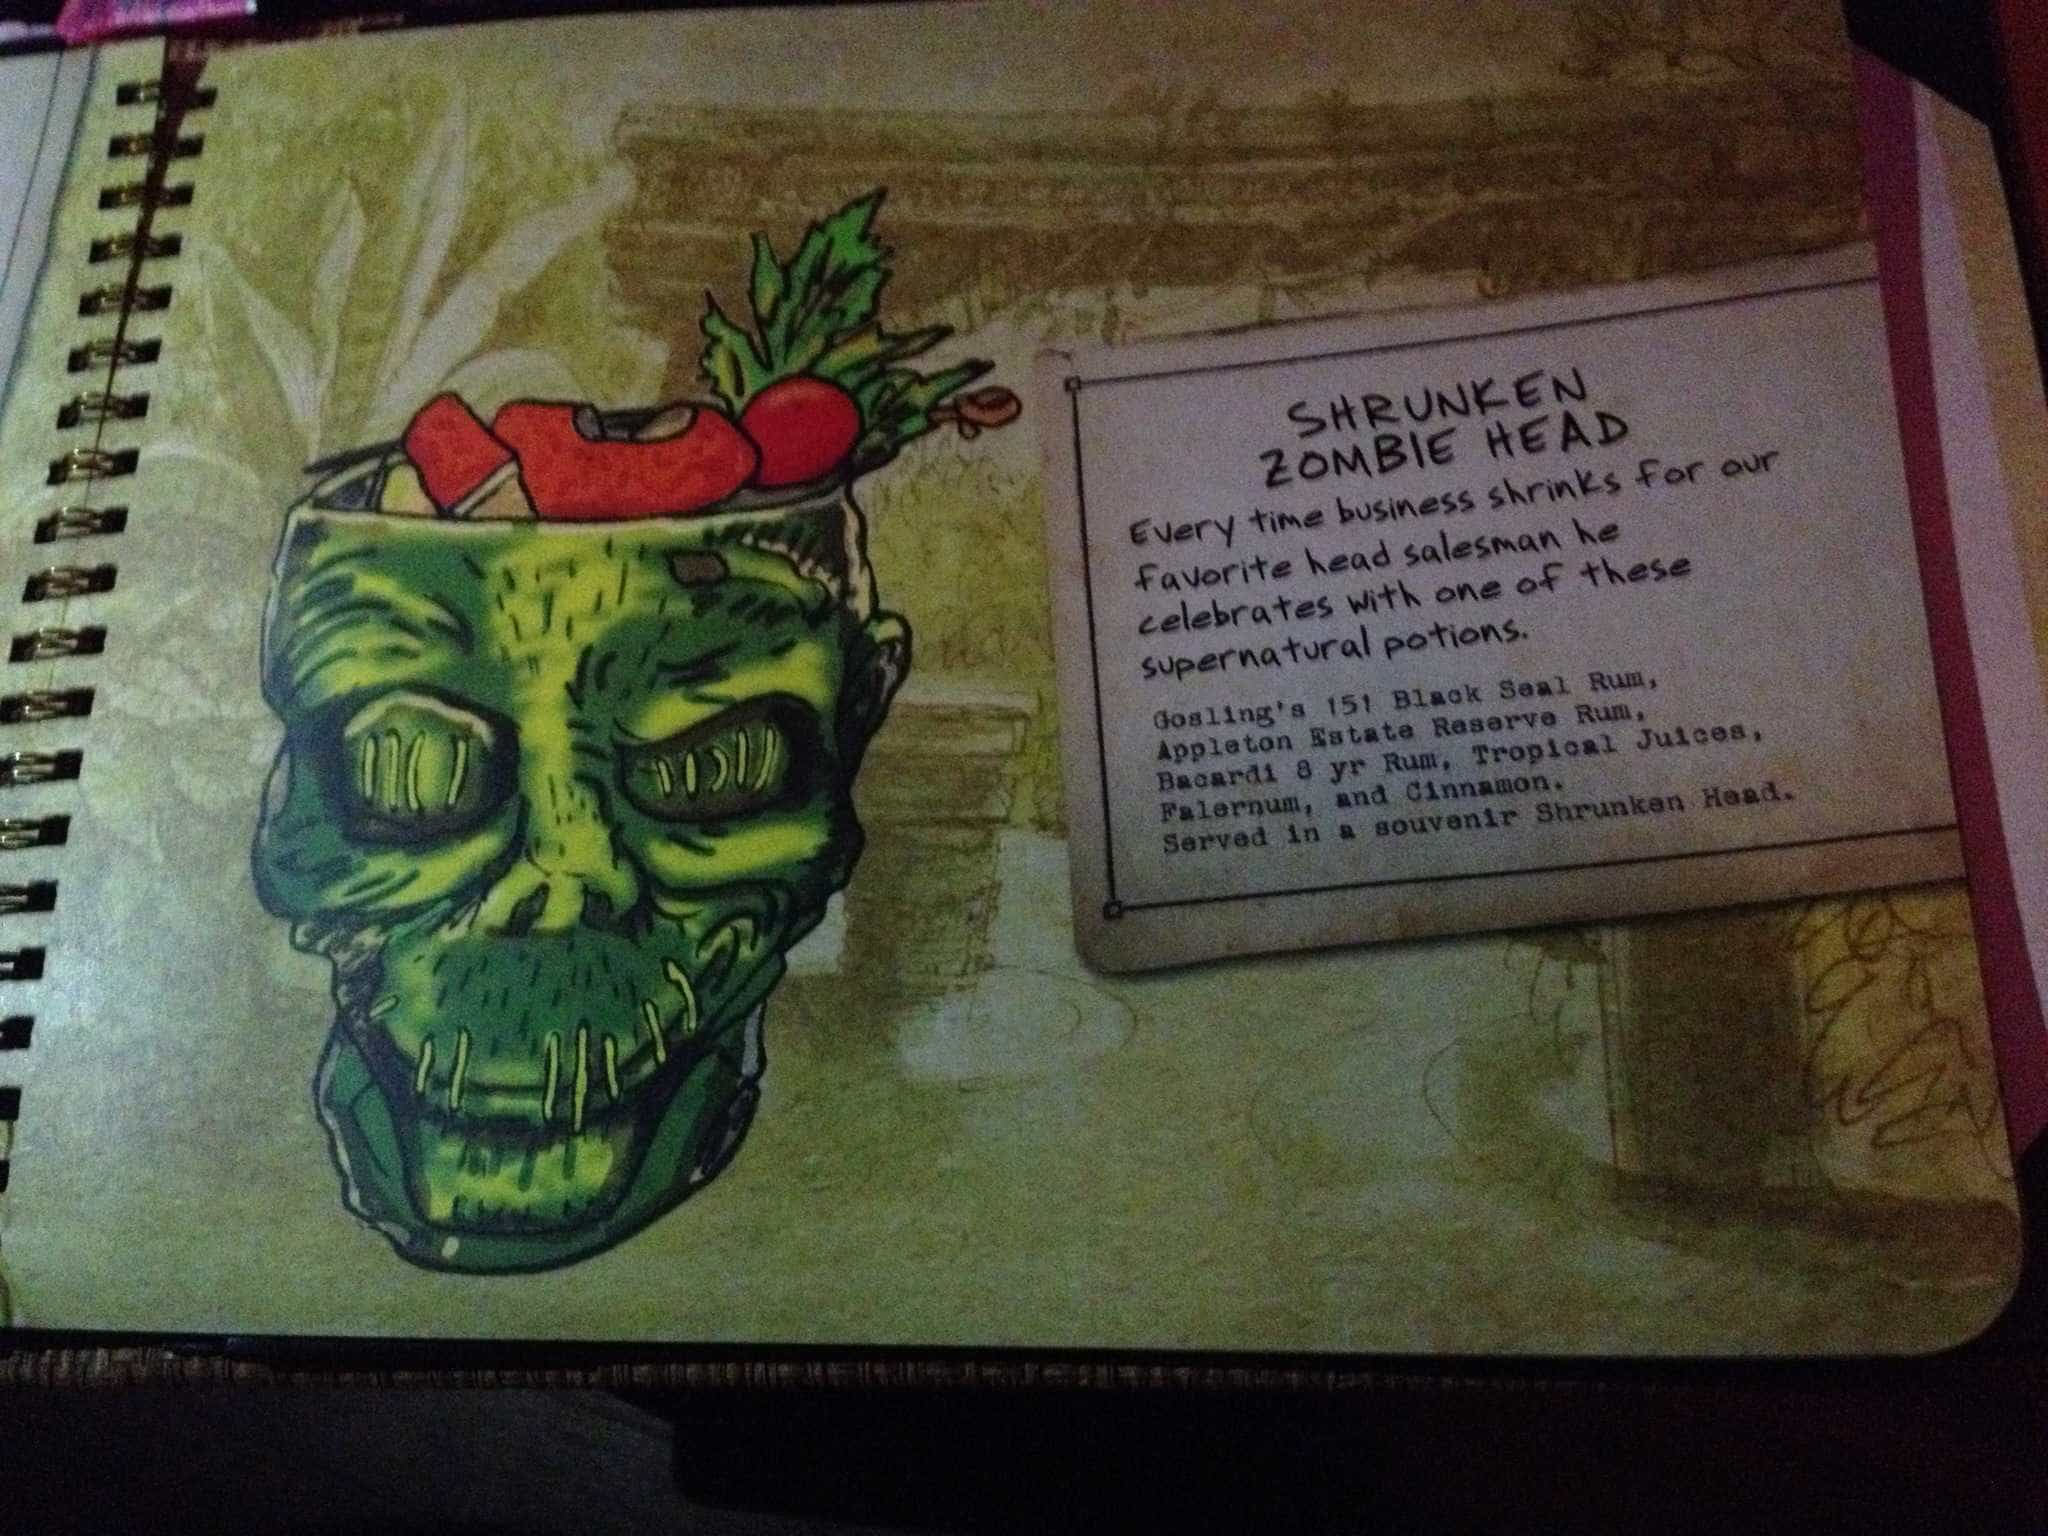 SHRUNKEN
ZOMBIE HEAD
Every time business shrinks for our
favorite head salesman he
celebrates with one of these
supernatural potions.
Gosling's 151 Black Seal Rum,
Appleton Estate Reserve Rum,
Bacardi 8 yr Rum, Tropical Juices,
Falernum, and Cinnamon.
Served in a souvenir Shrunken Head.